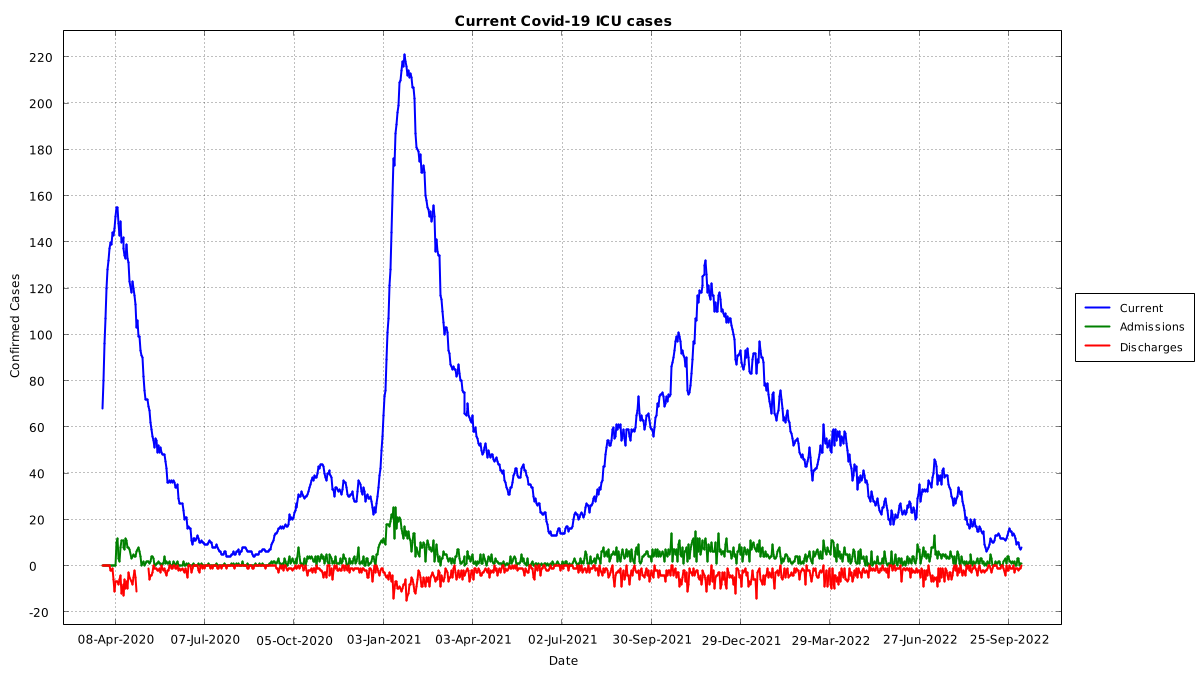 Current Covid-19 ICU cases
220
200
180
160
140
120
100
80
60
40
20
0
-20
Confirmed Cases
08-Apr-2020 07-Jul-2020 05-Oct-2020 03-Jan-2021 03-Apr-2021 02-Jul-2021 30-Sep-2021 29-Dec-2021 29-Mar-2022 27-Jun-2022 25-Sep-2022
Date
Current
Admissions
Discharges